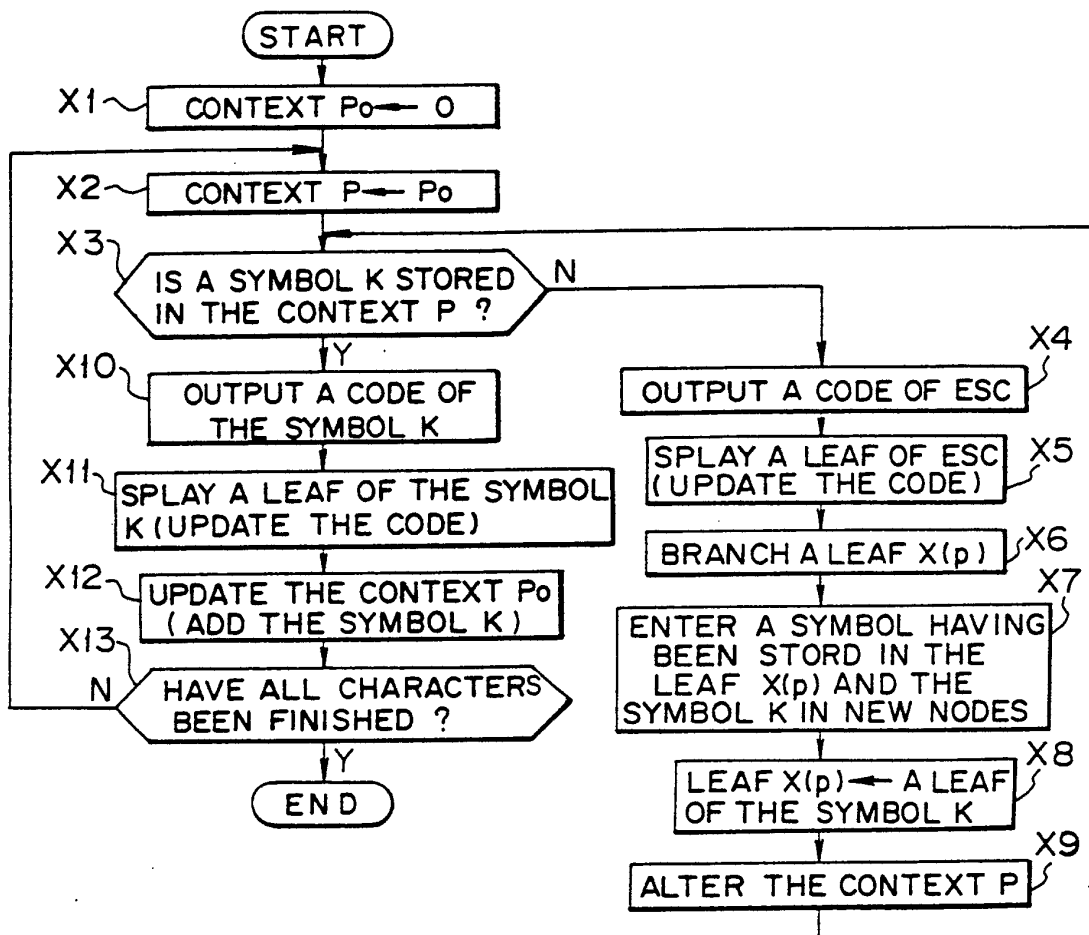 START
X1
CONTEXT Po ← O
X2
CONTEXT P ← Po
X3
IS A SYMBOL K STORED
IN THE CONTEXT P ?
N
Y
X10
OUTPUT A CODE OF
THE SYMBOL K
X11
SPLAY A LEAF OF THE SYMBOL
K (UPDATE THE CODE)
X12
UPDATE THE CONTEXT Po
(ADD THE SYMBOL K)
X13
N
HAVE ALL CHARACTERS
BEEN FINISHED ?
Y
END
X4
OUTPUT A CODE OF ESC
X5
SPLAY A LEAF OF ESC
(UPDATE THE CODE)
X6
BRANCH A LEAF X(p)
X7
ENTER A SYMBOL HAVING
BEEN STORD IN THE
LEAF X(p) AND THE
SYMBOL K IN NEW NODES
X8
LEAF X(p) ← A LEAF
OF THE SYMBOL K
X9
ALTER THE CONTEXT P